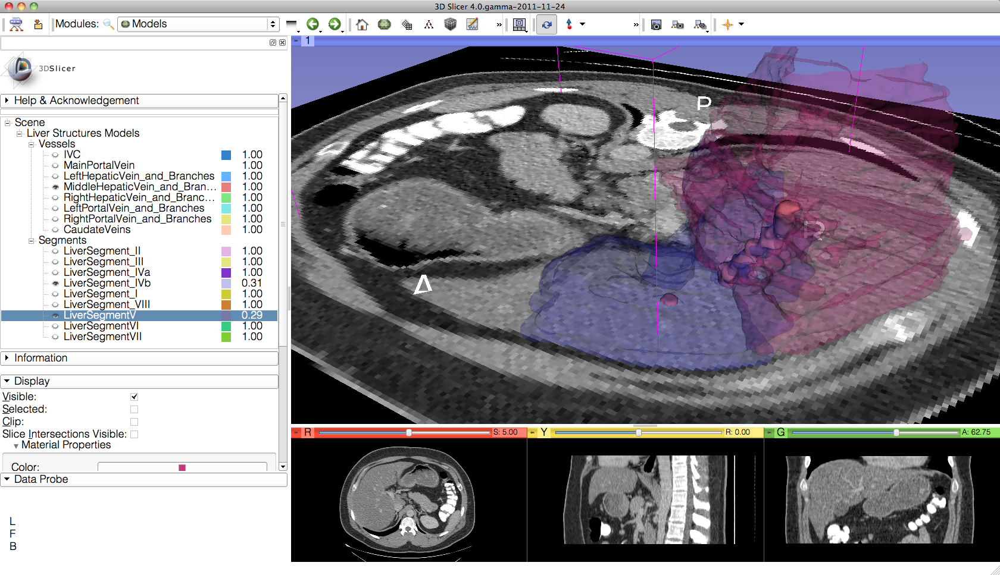 3D Slicer 4.0.gamma-2011-11-24
Modules: Models
» »
1
3DSlicer
Help & Acknowledgement
Scene
Liver Structures Models
Vessels
IVC 1.00
MainPortalVein 1.00
LeftHepaticVein_and_Branches 1.00
MiddleHepaticVein_and_Bran... 1.00
RightHepaticVein_and_Branc... 1.00
LeftPortalVein_and_Branches 1.00
RightPortalVein_and_Branches 1.00
CaudateVeins 1.00
Segments
LiverSegment_II 1.00
LiverSegment_III 1.00
LiverSegment_IVa 1.00
LiverSegment_IVb 0.31
LiverSegment_I 1.00
LiverSegment_VIII 1.00
LiverSegmentV 0.29
LiverSegmentVI 1.00
LiverSegmentVII 1.00
Information
Display
Visible:
Selected:
Clip:
Slice Intersections Visible:
Material Properties
Color:
Data Probe
L
F
B
P
R
A
R S: 5.00
Y R: 0.00
G A: 62.75